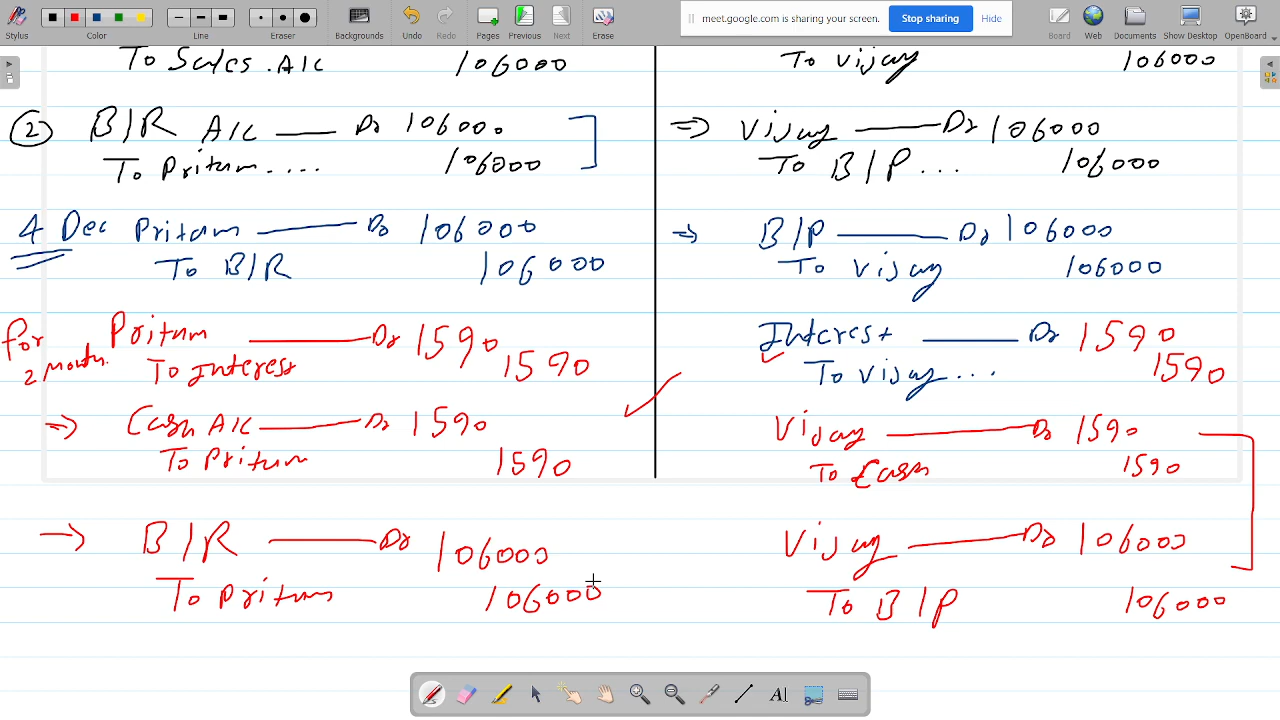 Stylus Color Line Eraser Backgrounds Undo Redo Pages Previous Next Erase
meet.google.com is sharing your screen. Stop sharing Hide
Board Web Documents Show Desktop OpenBoard
To Sales. A/c 106000
② B/R A/c —— Dr 106000
To Pritam.... 106000
4 Dec Pritam —— Dr 106000
To B/R 106000
for 2 month. Pritam —— Dr 1590
To Interest 1590
⇒ Cash A/c —— Dr 1590
To Pritam 1590
→ B/R —— Dr 106000
To Pritam 106000
To Vijay 106000
⇒ Vijay —— Dr 106000
To B/P... 106000
⇒ B/P —— Dr 106000
To Vijay 106000
Interest —— Dr 1590
To Vijay... 1590
Vijay —— Dr 1590
To Cash 1590
Vijay —— Dr 106000
To B/P 106000
AI